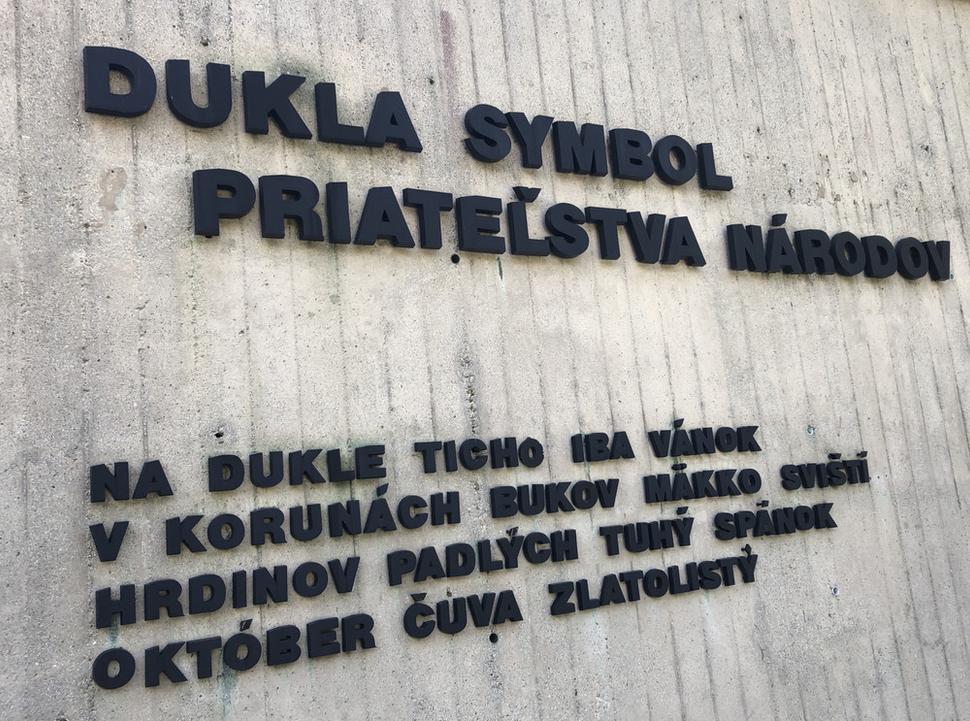 DUKLA SYMBOL
PRIATEĽSTVA NÁRODOV
NA DUKLE TICHO IBA VÁNOK
V KORUNÁCH BUKOV MÄKKO SVIŠTÍ
HRDINOV PADLÝCH TUHÝ SPÁNOK
OKTÓBER ČUVA ZLATOLISTÝ